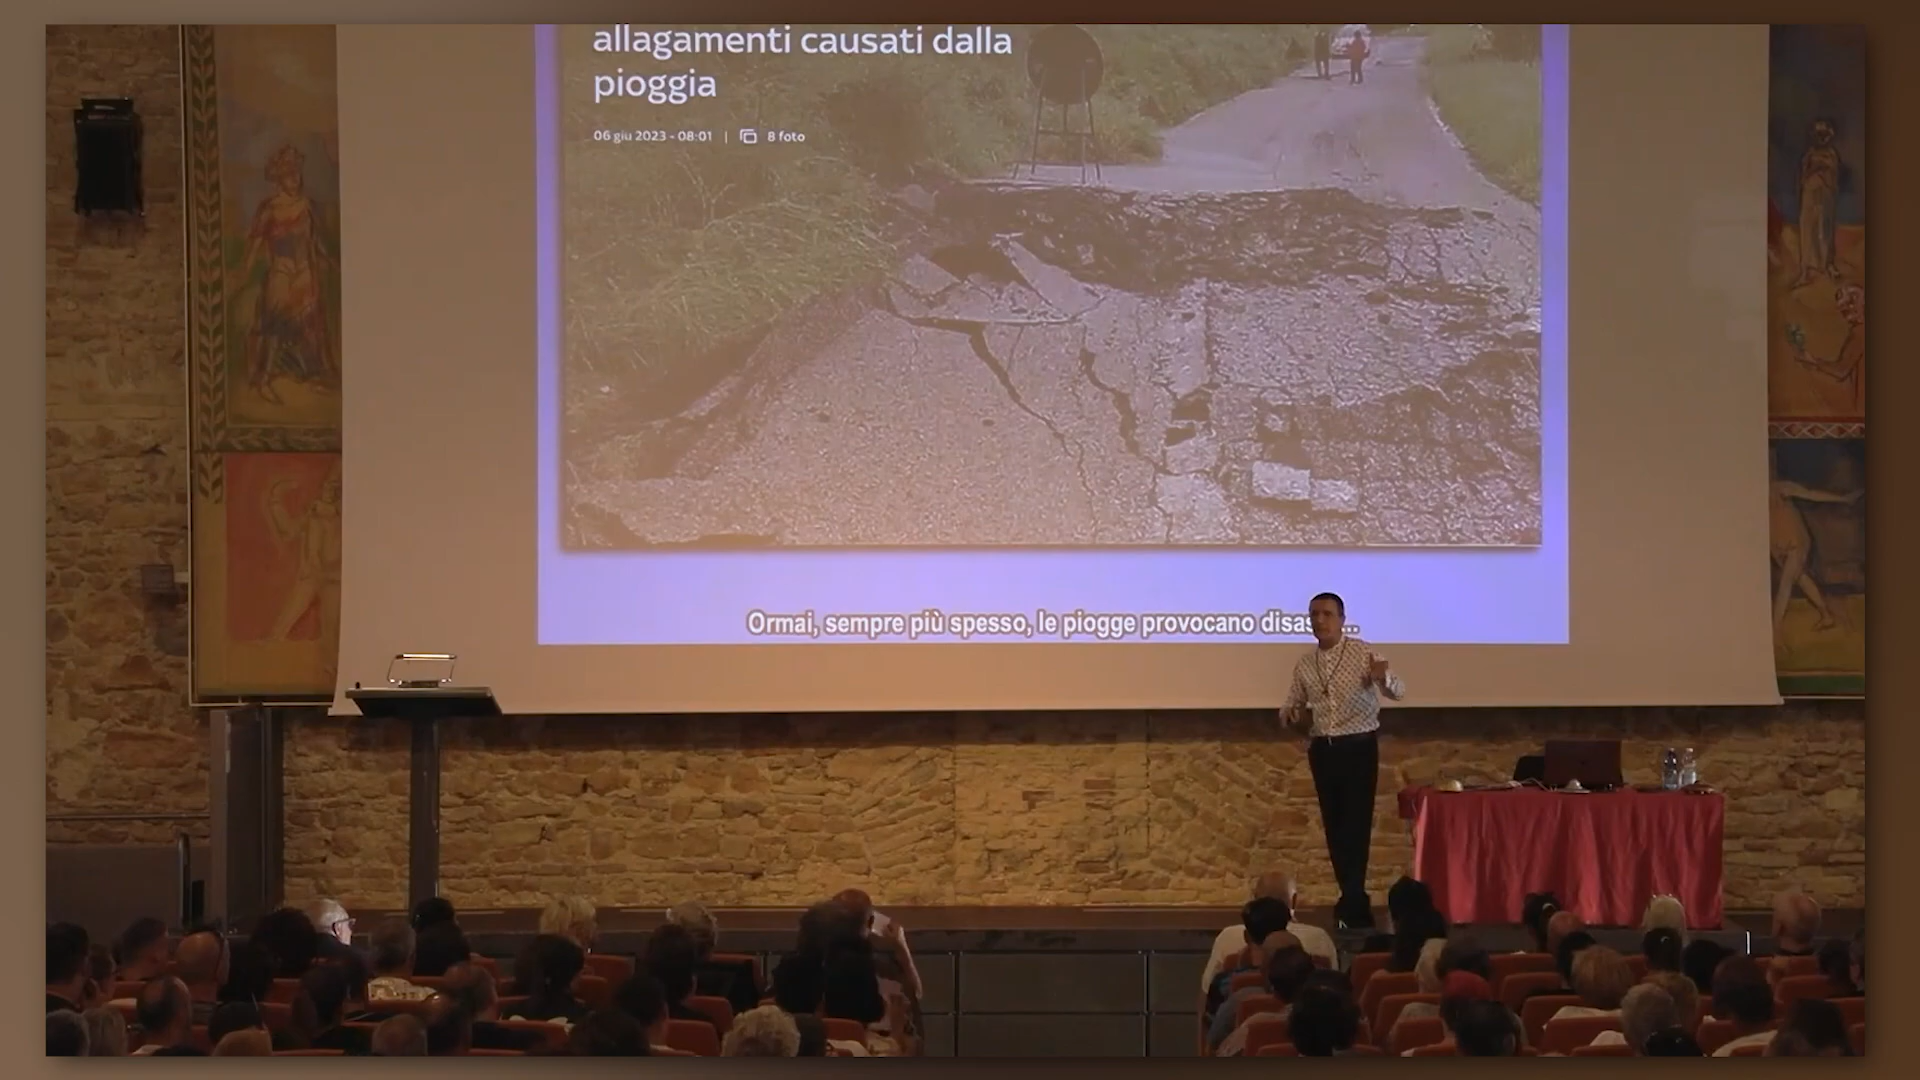 allagamenti causati dalla
pioggia
06 giu 2023 - 08:01 | 8 foto
Ormai, sempre più spesso, le piogge provocano